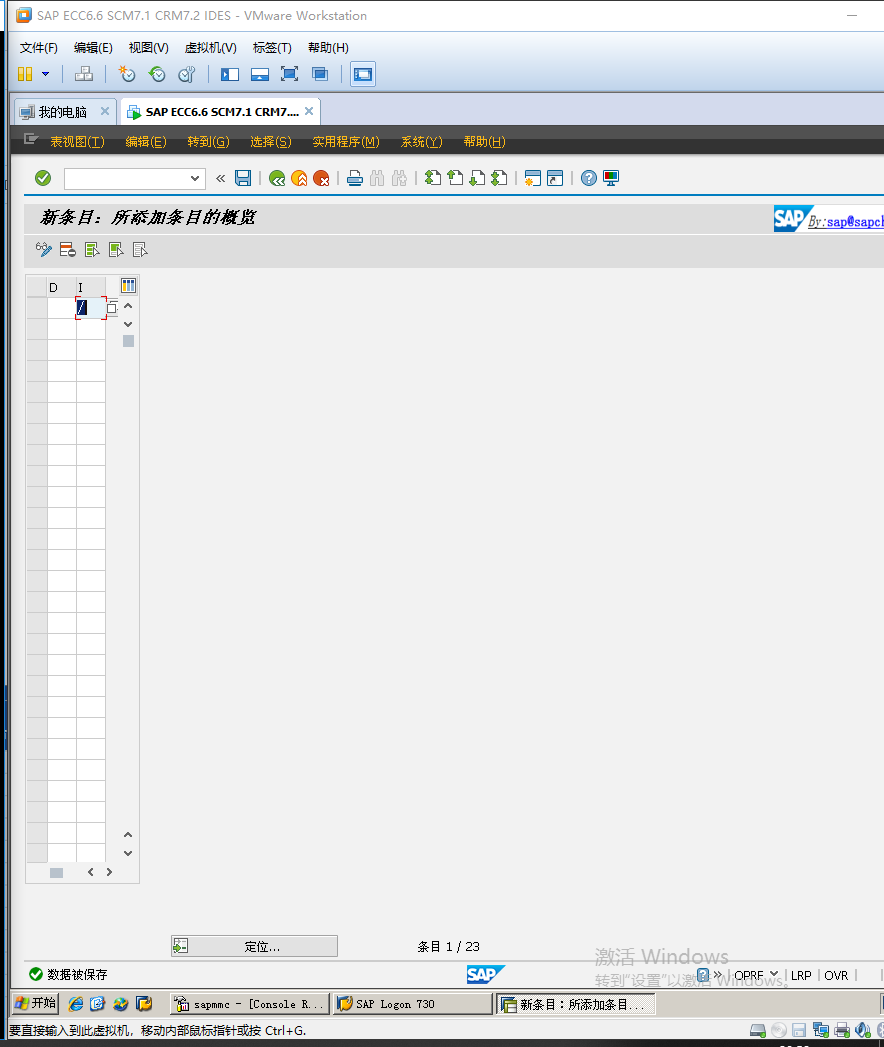 SAP ECC6.6 SCM7.1 CRM7.2 IDES - VMware Workstation
文件(F) 编辑(E) 视图(V) 虚拟机(V) 标签(T) 帮助(H)
我的电脑 SAP ECC6.6 SCM7.1 CRM7....
表视图(T) 编辑(E) 转到(G) 选择(S) 实用程序(M) 系统(Y) 帮助(H)
新条目：所添加条目的概览
SAP By:sap@sapch
D I
/
定位...
条目 1 / 23
激活 Windows
转到"设置"以激活 Windows。
数据被保存
SAP
OPRF LRP OVR
开始 sapmmc - [Console R... SAP Logon 730 新条目：所添加条目...
要直接输入到此虚拟机，移动内部鼠标指针或按 Ctrl+G.